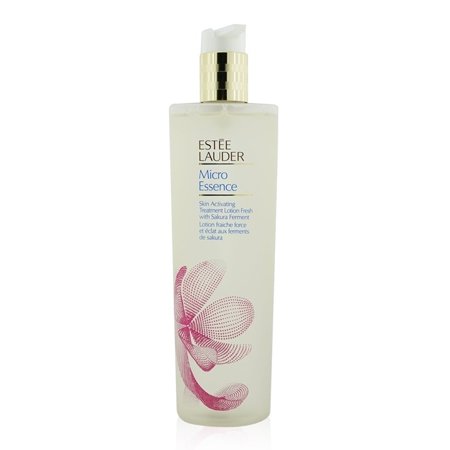 ESTĒE
LAUDER
Micro
Essence
Skin Activating
Treatment Lotion Fresh
with Sakura Ferment
Lotion fraîche force
et éclat aux ferments
de sakura